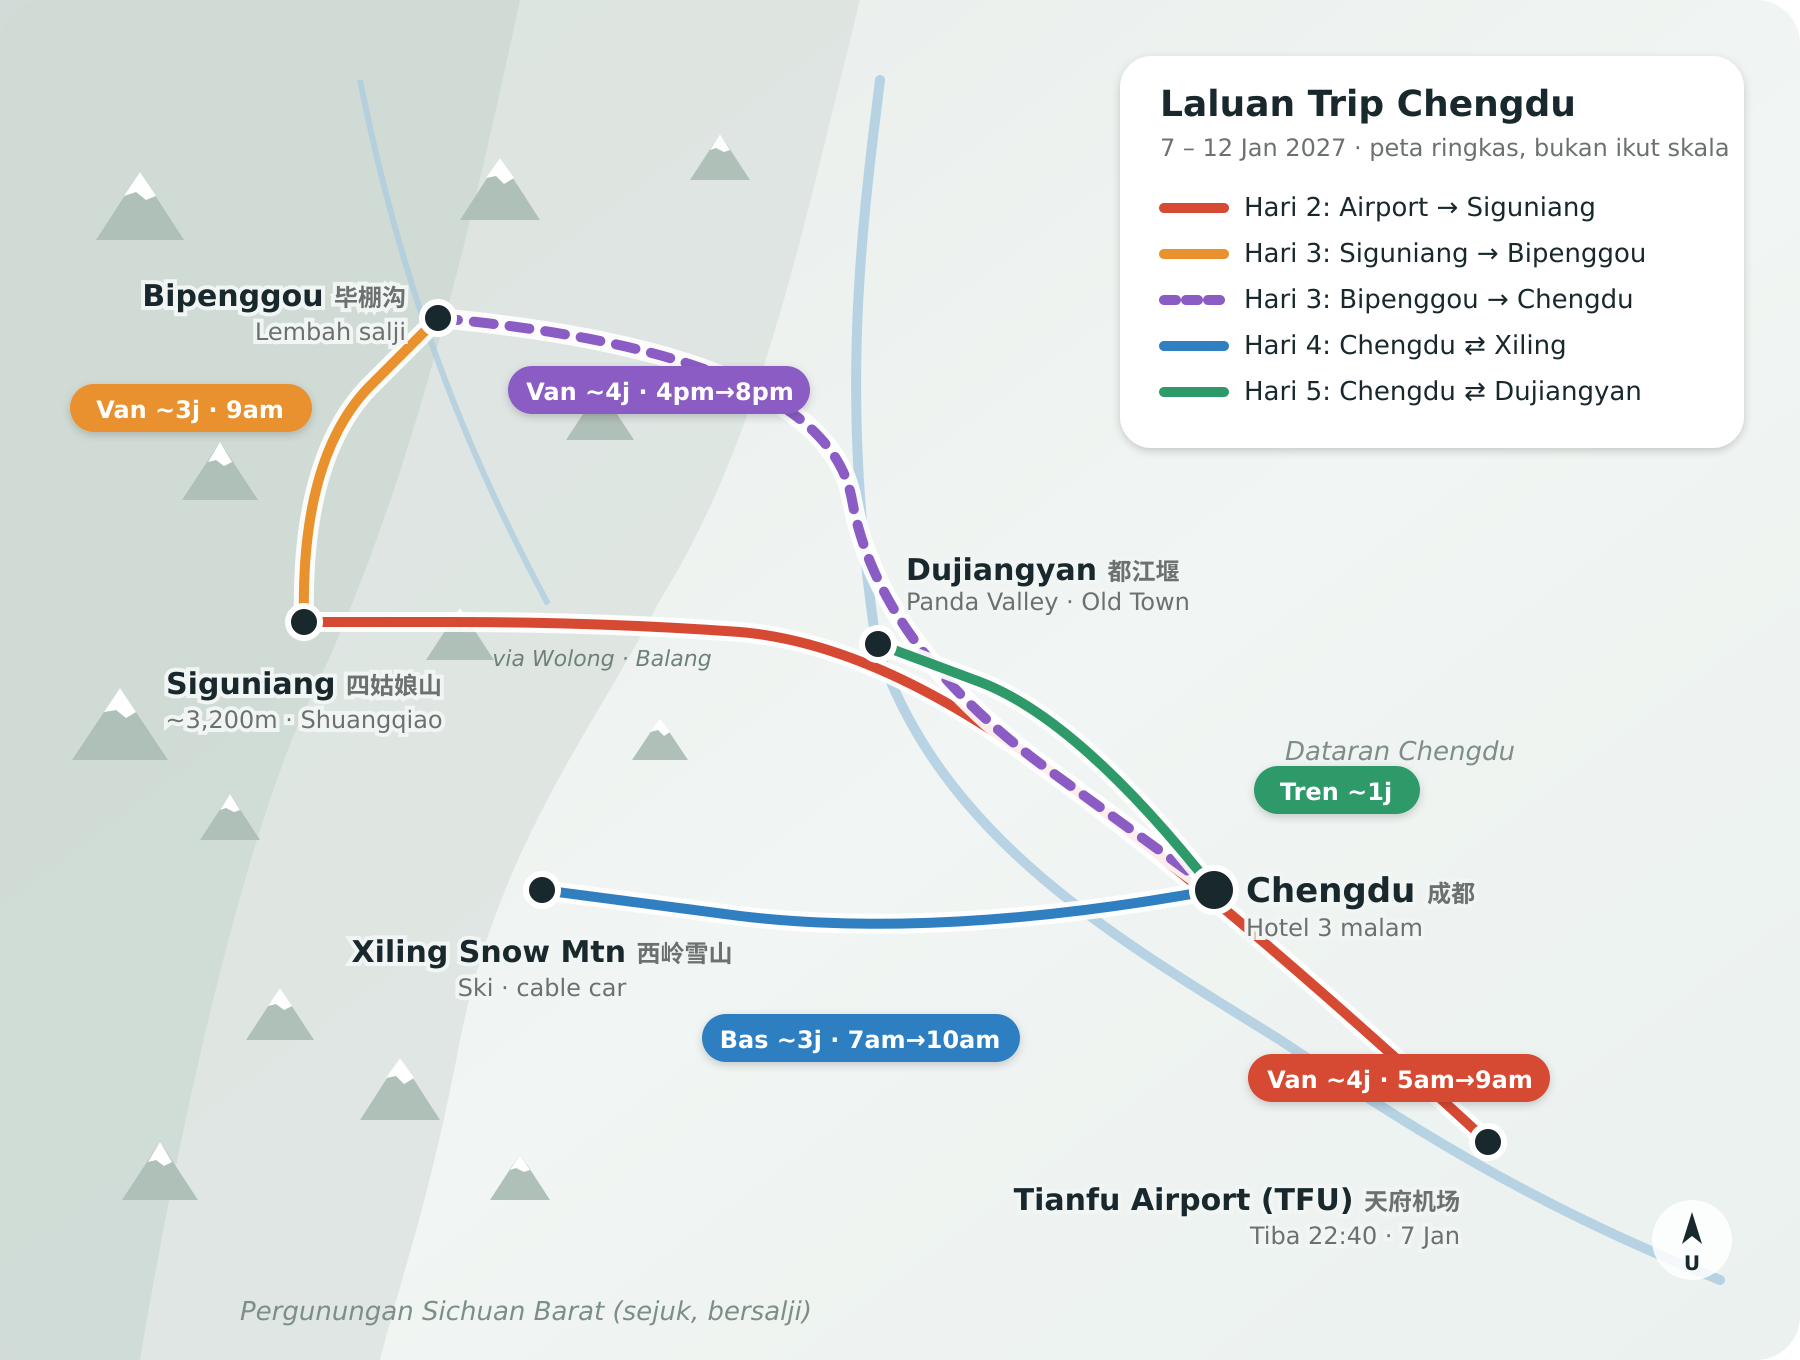 Laluan Trip Chengdu
7 – 12 Jan 2027 · peta ringkas, bukan ikut skala
Hari 2: Airport → Siguniang
Hari 3: Siguniang → Bipenggou
Hari 3: Bipenggou → Chengdu
Hari 4: Chengdu ⇄ Xiling
Hari 5: Chengdu ⇄ Dujiangyan
Bipenggou 毕棚沟
Lembah salji
Van ~3j · 9am
Van ~4j · 4pm→8pm
Dujiangyan 都江堰
Panda Valley · Old Town
via Wolong · Balang
Siguniang 四姑娘山
~3,200m · Shuangqiao
Dataran Chengdu
Tren ~1j
Chengdu 成都
Hotel 3 malam
Xiling Snow Mtn 西岭雪山
Ski · cable car
Bas ~3j · 7am→10am
Van ~4j · 5am→9am
Tianfu Airport (TFU) 天府机场
Tiba 22:40 · 7 Jan
U
Pergunungan Sichuan Barat (sejuk, bersalji)